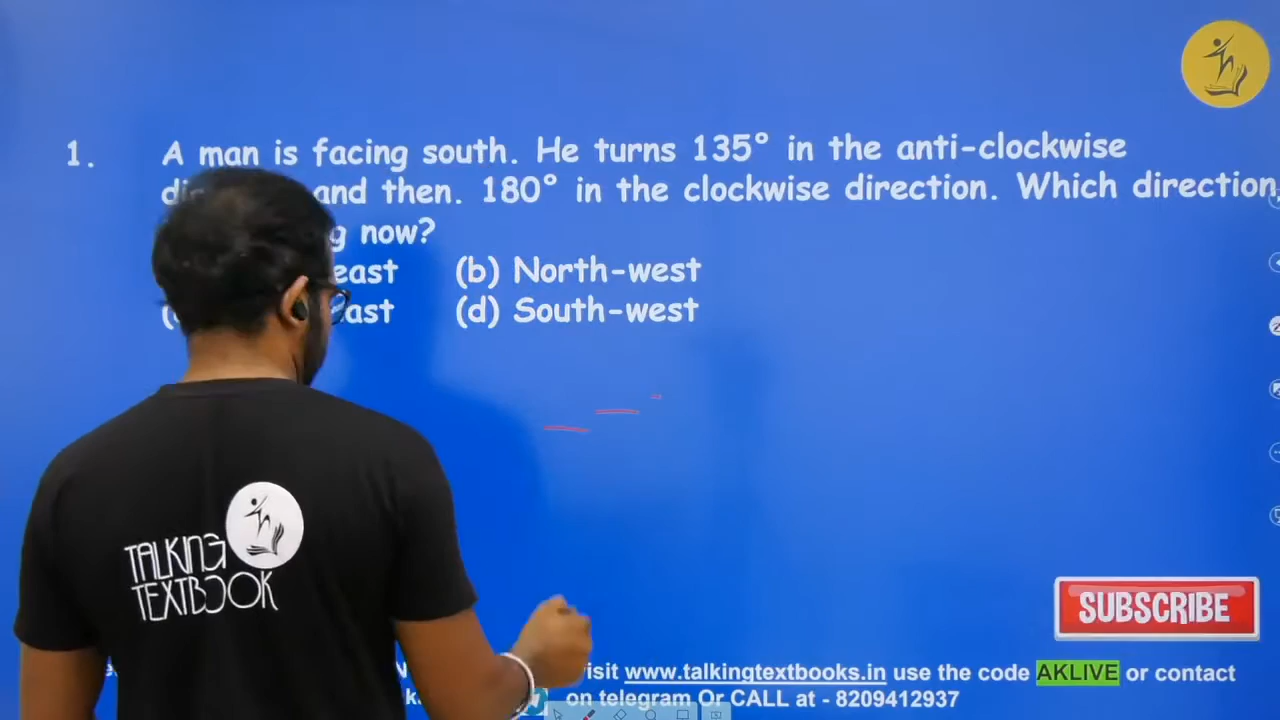 1. A man is facing south. He turns 135° in the anti-clockwise
and then. 180° in the clockwise direction. Which direction
now?
east (b) North-west
(d) South-west
TALKING
TEXTBOOK
SUBSCRIBE
www.talkingtextbooks.in use the code AKLIVE or contact
on telegram Or CALL at - 8209412937